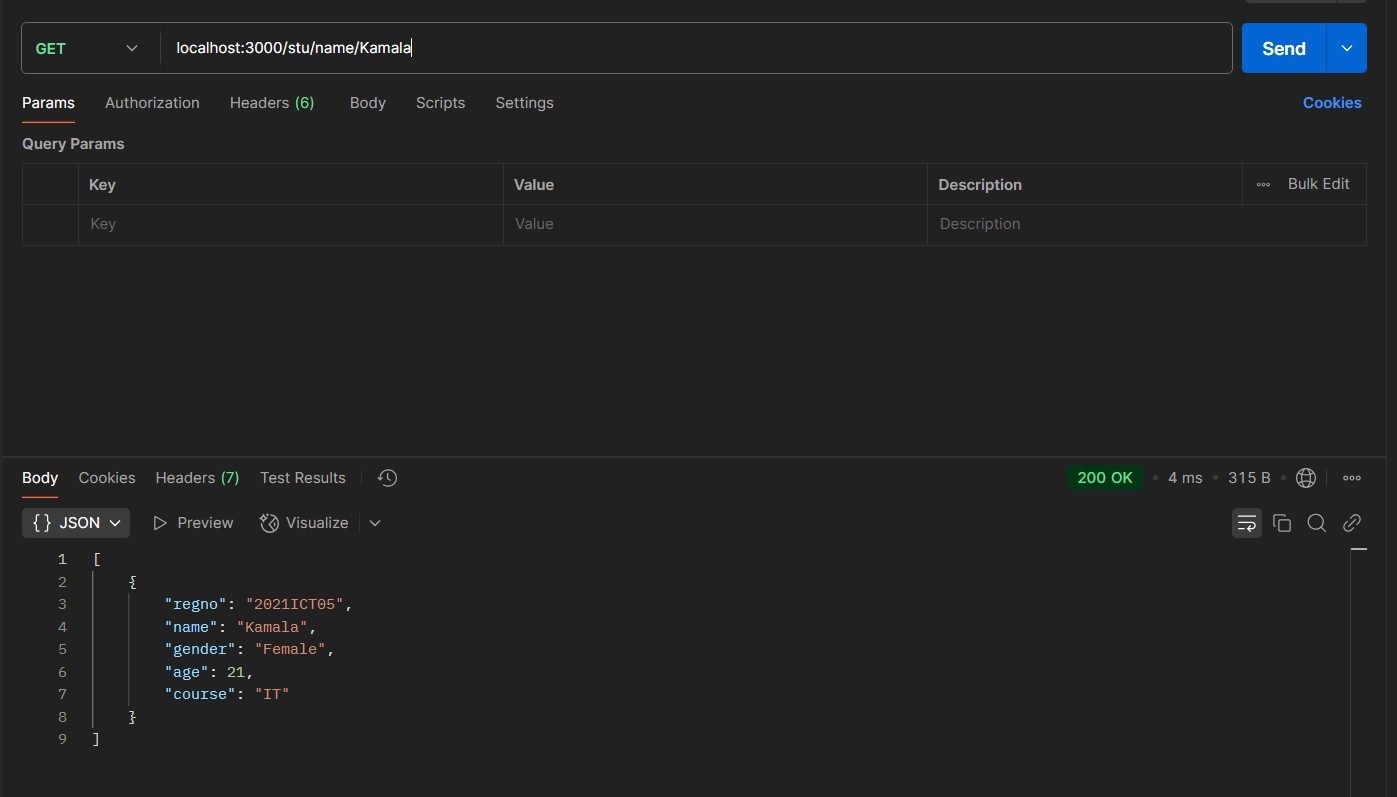 GET localhost:3000/stu/name/Kamala Send
Params Authorization Headers (6) Body Scripts Settings Cookies
Query Params
Key Value Description Bulk Edit
Key Value Description
Body Cookies Headers (7) Test Results 200 OK 4 ms 315 B
{} JSON Preview Visualize
1 [
2 {
3 "regno": "2021ICT05",
4 "name": "Kamala",
5 "gender": "Female",
6 "age": 21,
7 "course": "IT"
8 }
9 ]